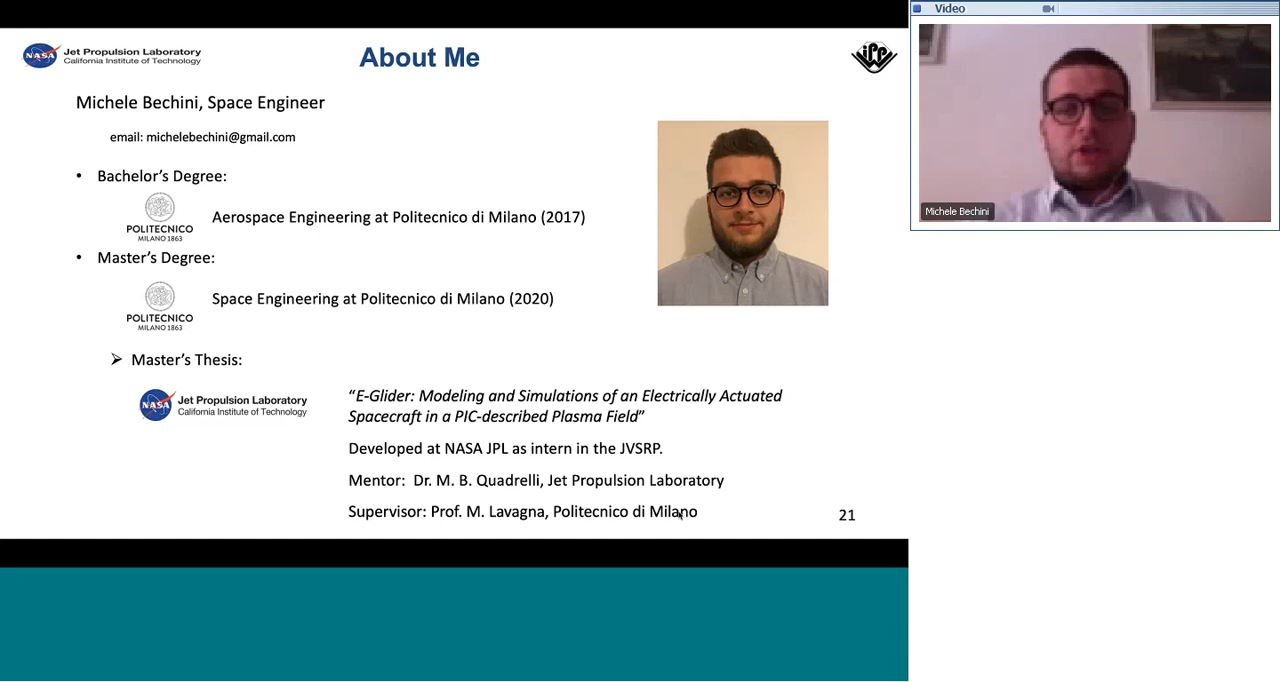 Video
NASA
Jet Propulsion Laboratory
California Institute of Technology
About Me
Michele Bechini, Space Engineer
email: michelebechini@gmail.com
• Bachelor's Degree:
POLITECNICO
MILANO 1863
Aerospace Engineering at Politecnico di Milano (2017)
• Master's Degree:
POLITECNICO
MILANO 1863
Space Engineering at Politecnico di Milano (2020)
➢ Master's Thesis:
NASA
Jet Propulsion Laboratory
California Institute of Technology
"E-Glider: Modeling and Simulations of an Electrically Actuated
Spacecraft in a PIC-described Plasma Field"
Developed at NASA JPL as intern in the JVSRP.
Mentor: Dr. M. B. Quadrelli, Jet Propulsion Laboratory
Supervisor: Prof. M. Lavagna, Politecnico di Milano
21
Michele Bechini